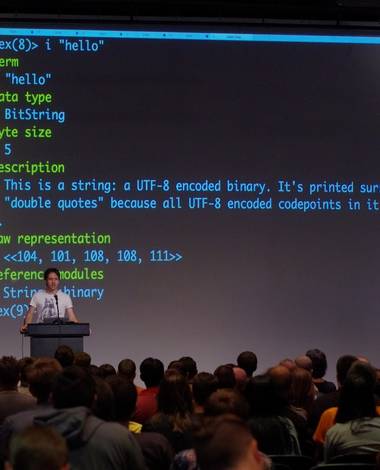 ex(8)> i "hello"
erm
"hello"
ata type
BitString
yte size
5
escription
This is a string: a UTF-8 encoded binary. It's printed sur
"double quotes" because all UTF-8 encoded codepoints in it
.
aw representation
<<104, 101, 108, 108, 111>>
eference modules
String binary
ex(9)